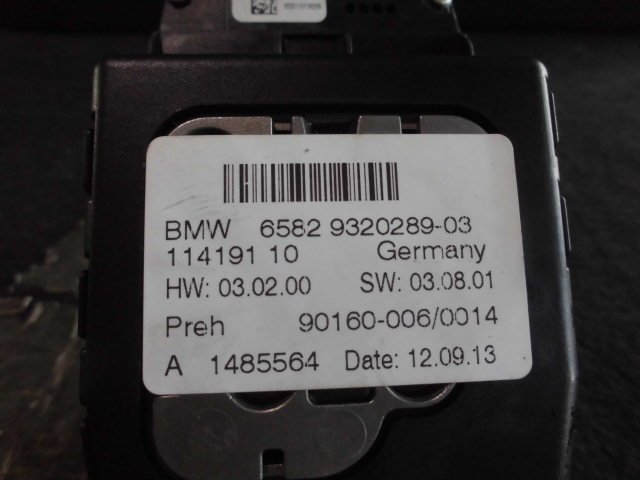 BMW 6582 9320289-03
114191 10 Germany
HW: 03.02.00 SW: 03.08.01
Preh 90160-006/0014
A 1485564 Date: 12.09.13